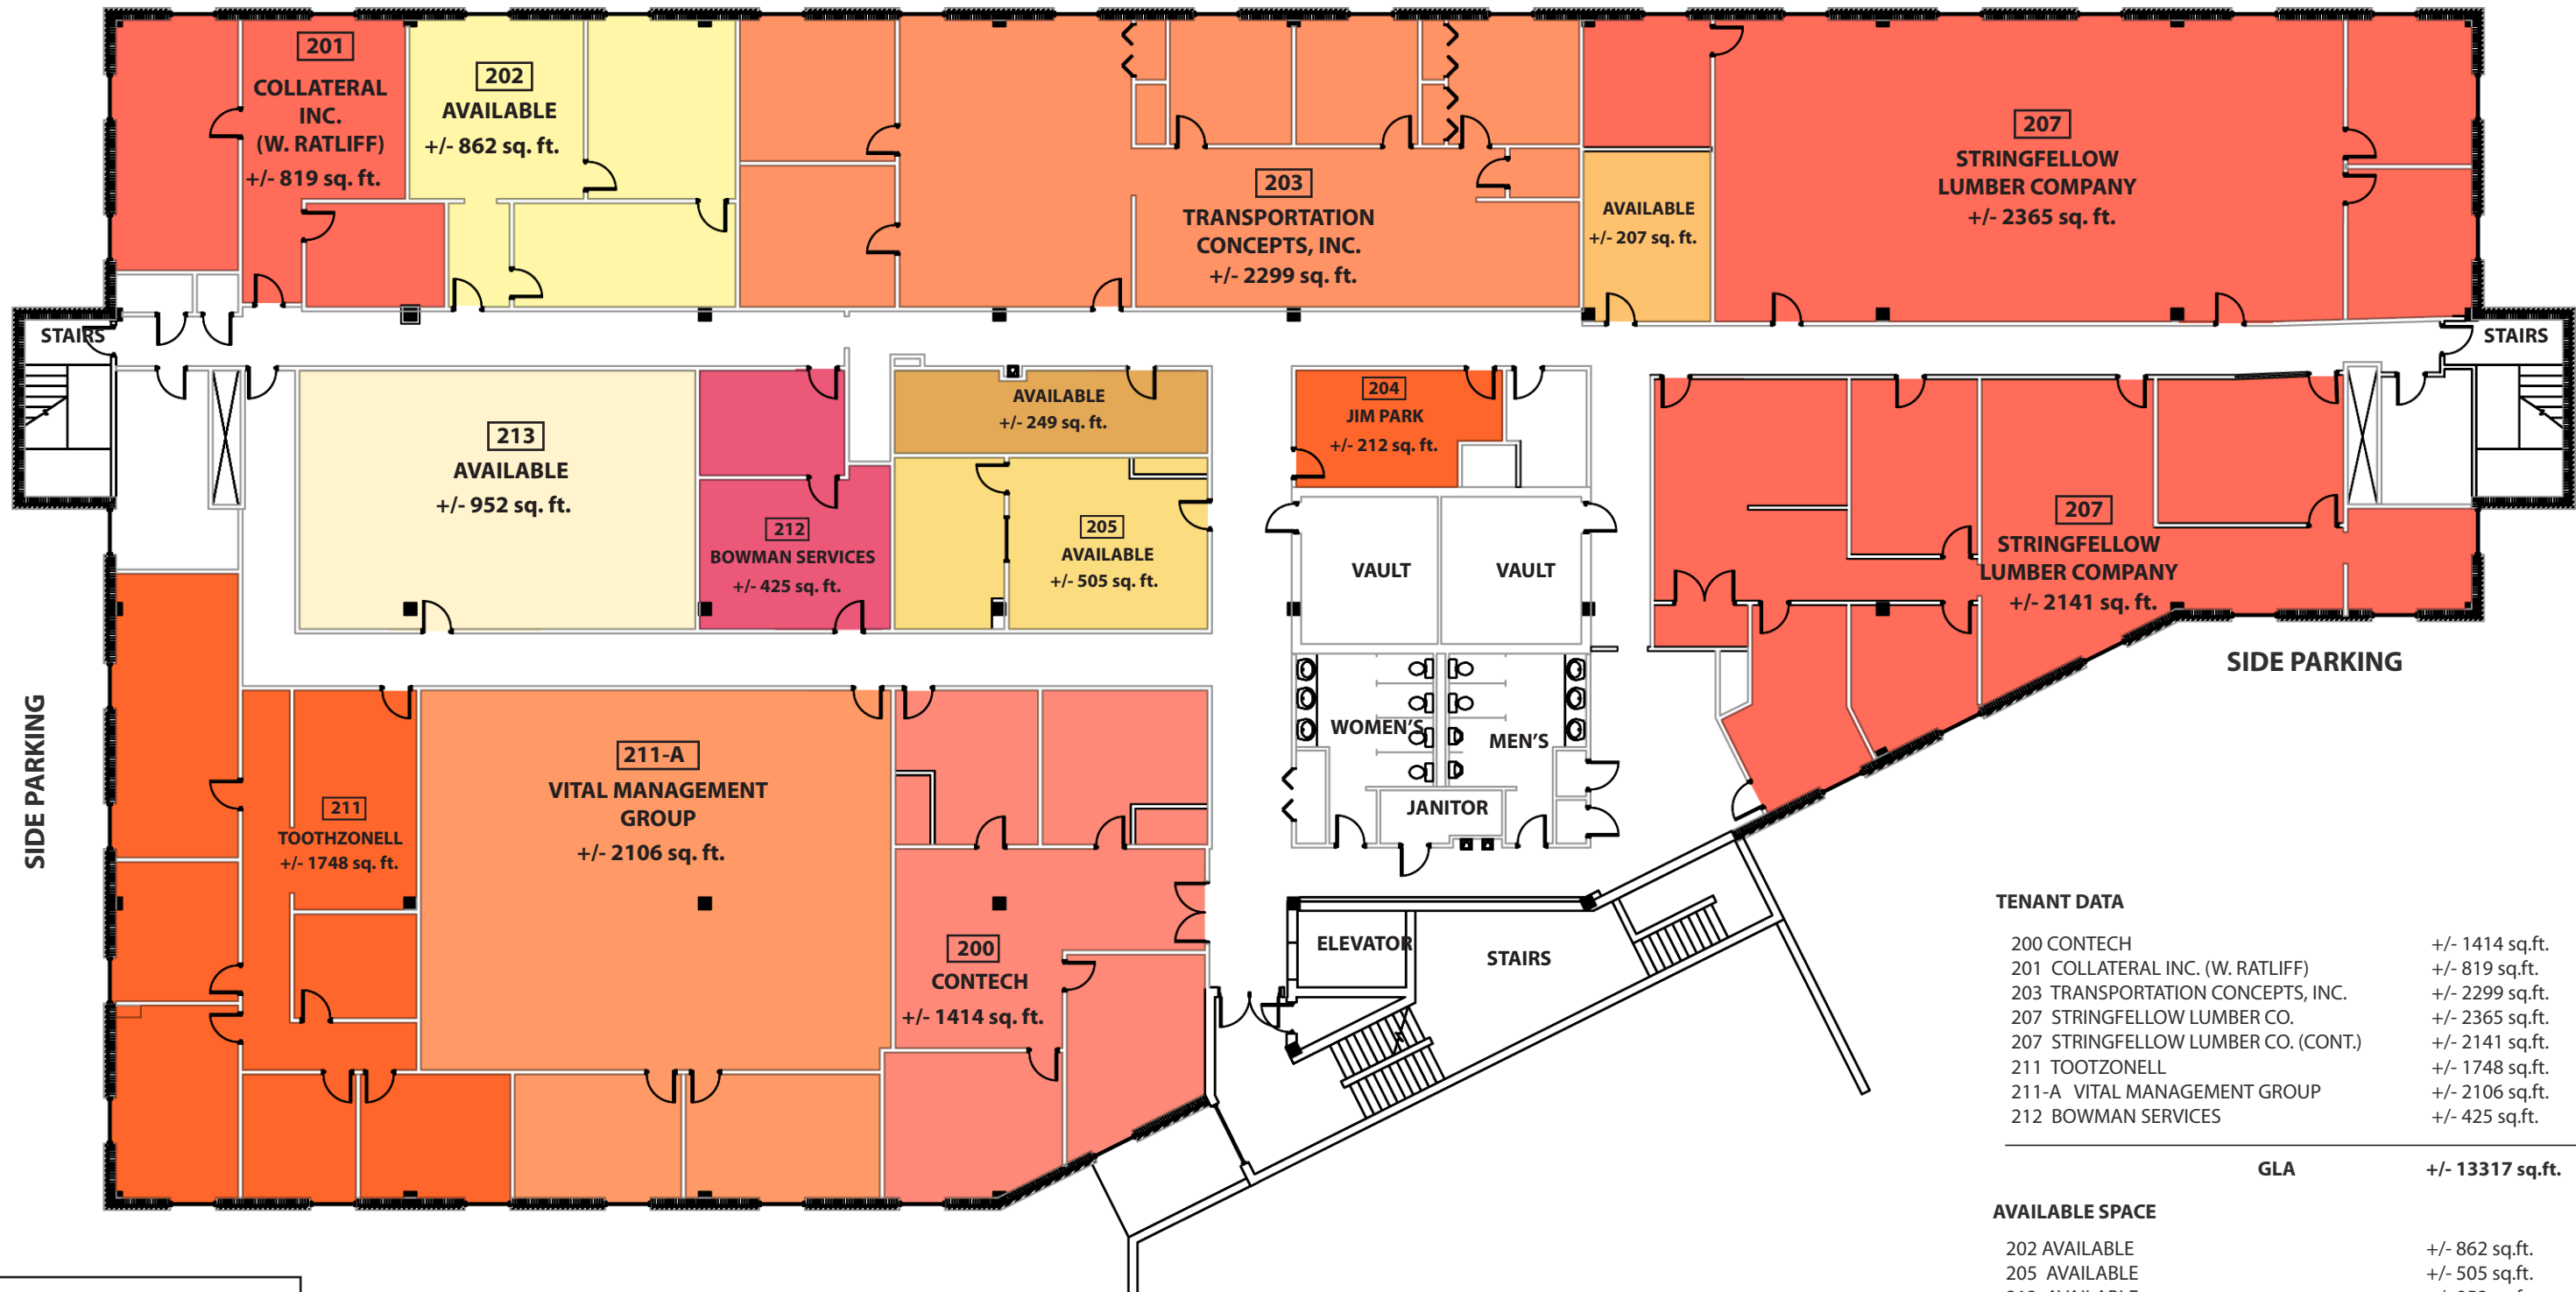 201
COLLATERAL
INC.
(W. RATLIFF)
+/- 819 sq. ft.
202
AVAILABLE
+/- 862 sq. ft.
203
TRANSPORTATION
CONCEPTS, INC.
+/- 2299 sq. ft.
AVAILABLE
+/- 207 sq. ft.
207
STRINGFELLOW
LUMBER COMPANY
+/- 2365 sq. ft.
STAIRS
STAIRS
213
AVAILABLE
+/- 952 sq. ft.
212
BOWMAN SERVICES
+/- 425 sq. ft.
AVAILABLE
+/- 249 sq. ft.
205
AVAILABLE
+/- 505 sq. ft.
204
JIM PARK
+/- 212 sq. ft.
VAULT
VAULT
207
STRINGFELLOW
LUMBER COMPANY
+/- 2141 sq. ft.
SIDE PARKING
SIDE PARKING
211
TOOTHZONELL
+/- 1748 sq. ft.
211-A
VITAL MANAGEMENT
GROUP
+/- 2106 sq. ft.
WOMEN'S
MEN'S
JANITOR
200
CONTECH
+/- 1414 sq. ft.
ELEVATOR
STAIRS
TENANT DATA
200 CONTECH +/- 1414 sq.ft.
201 COLLATERAL INC. (W. RATLIFF) +/- 819 sq.ft.
203 TRANSPORTATION CONCEPTS, INC. +/- 2299 sq.ft.
207 STRINGFELLOW LUMBER CO. +/- 2365 sq.ft.
207 STRINGFELLOW LUMBER CO. (CONT.) +/- 2141 sq.ft.
211 TOOTZONELL +/- 1748 sq.ft.
211-A VITAL MANAGEMENT GROUP +/- 2106 sq.ft.
212 BOWMAN SERVICES +/- 425 sq.ft.
GLA +/- 13317 sq.ft.
AVAILABLE SPACE
202 AVAILABLE +/- 862 sq.ft.
205 AVAILABLE +/- 505 sq.ft.